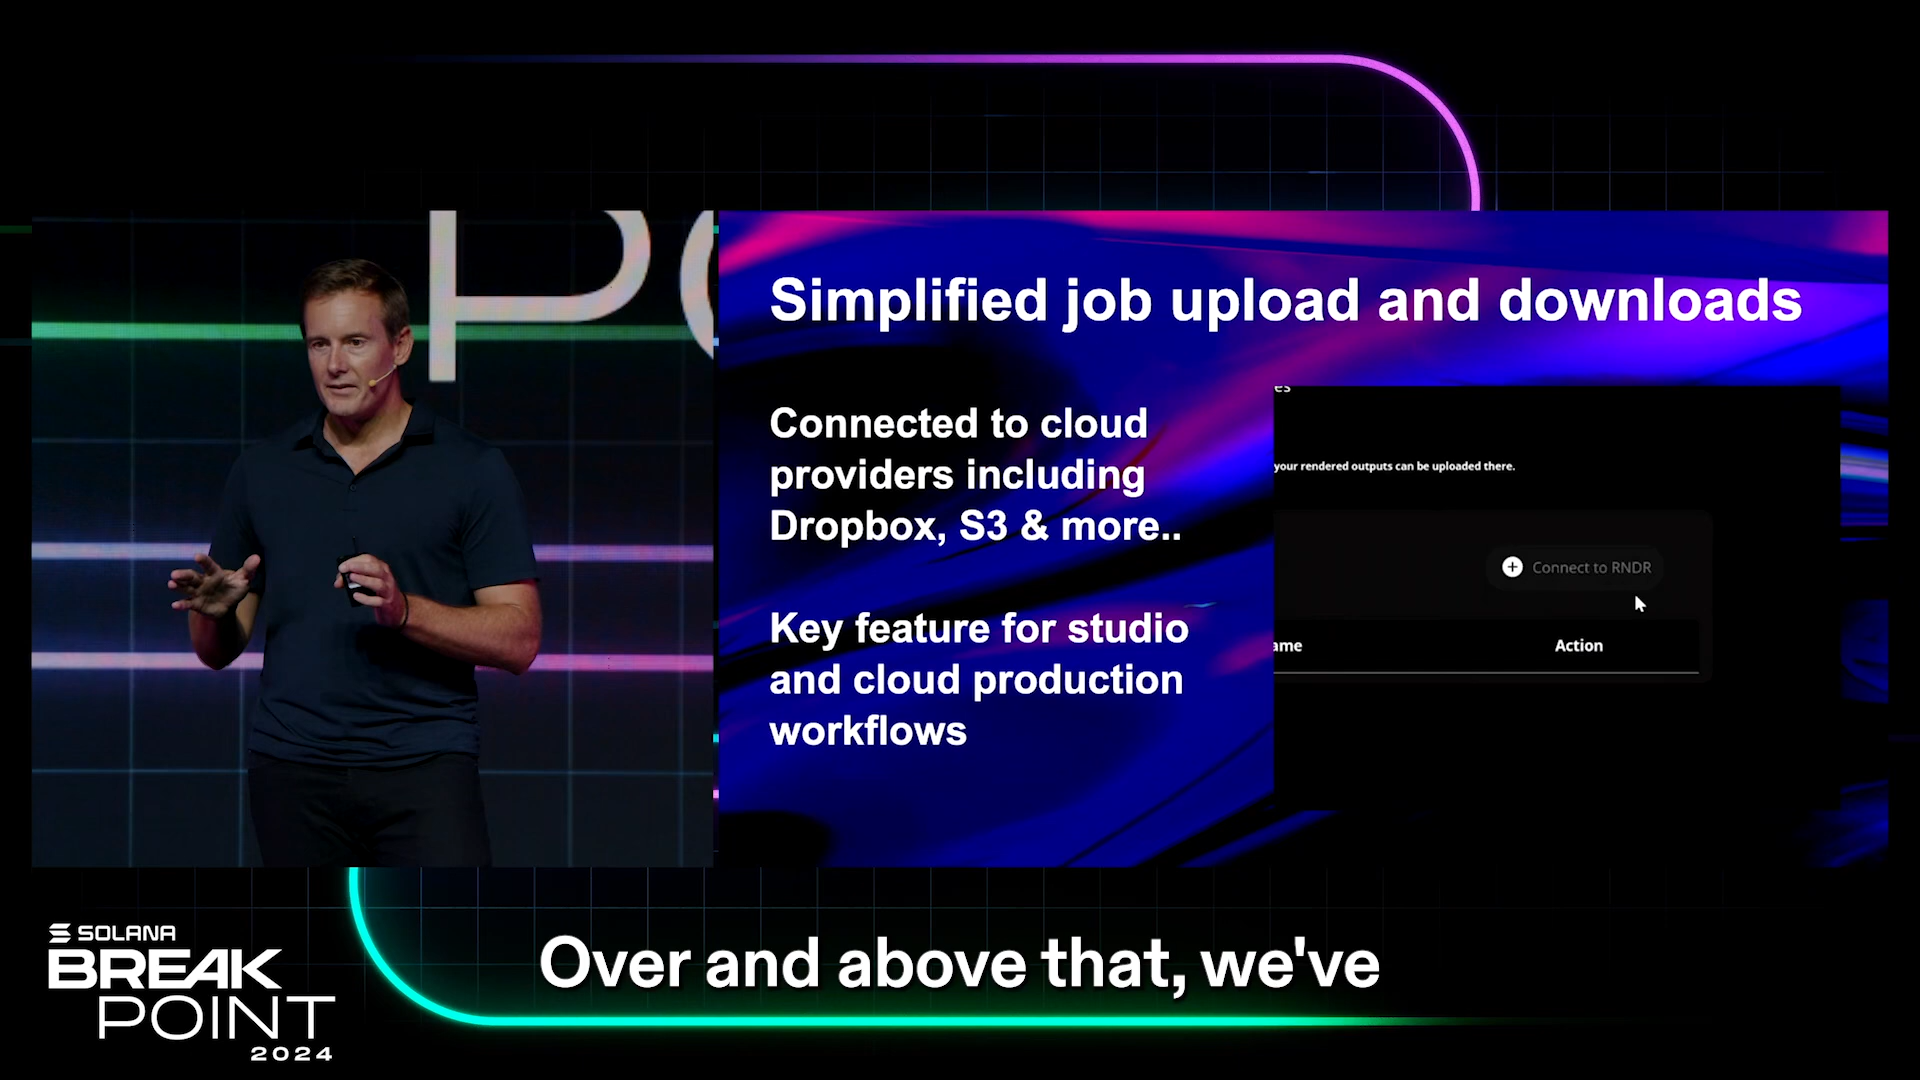 PO
Simplified job upload and downloads
Connected to cloud
providers including
Dropbox, S3 & more..
Key feature for studio
and cloud production
workflows
es
your rendered outputs can be uploaded there.
Connect to RNDR
ame
Action
SOLANA
BREAK
POINT
2024
Over and above that, we've